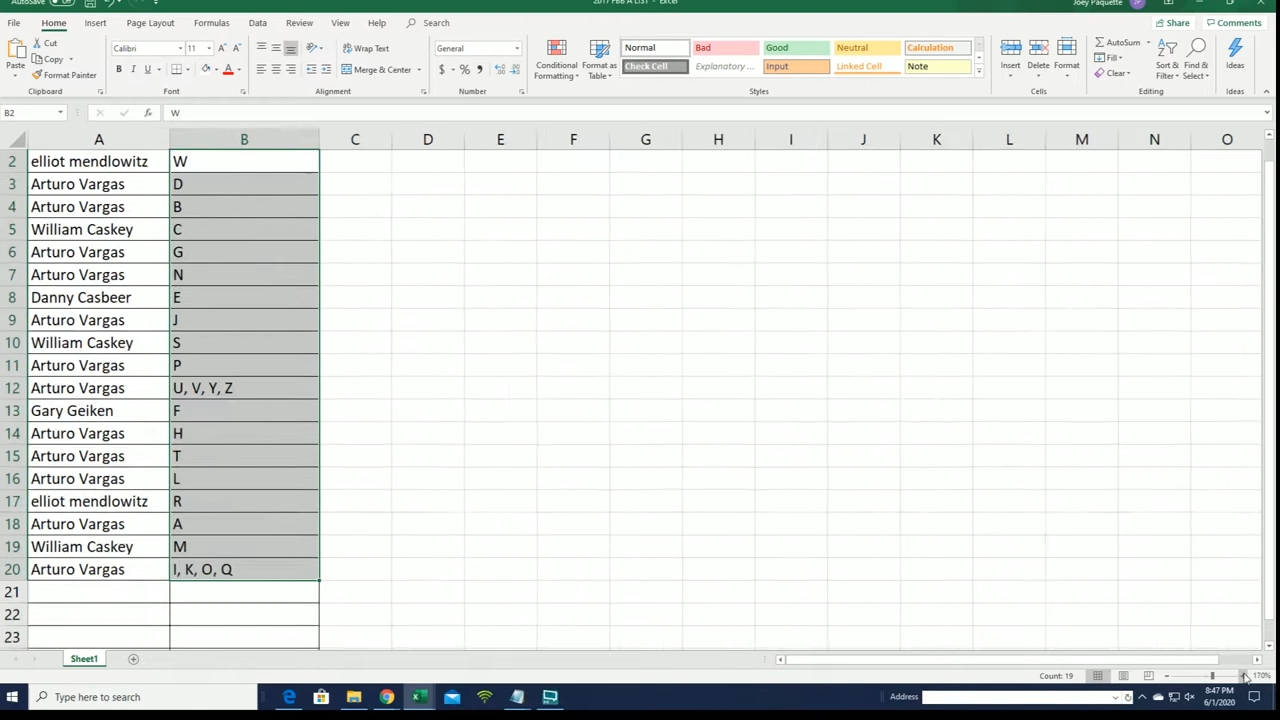 AutoSave Off 2017 FBB A LIST - Excel Joey Paquette JP
File Home Insert Page Layout Formulas Data Review View Help Search Share Comments
Paste Cut Copy Format Painter Clipboard
Calibri 11 A A B I U A Font
Wrap Text Merge & Center Alignment
General $ % , Number
Conditional Formatting Format as Table
Normal Bad Good Neutral Calculation
Check Cell Explanatory ... Input Linked Cell Note
Styles
Insert Delete Format Cells
AutoSum Fill Clear Sort & Filter Find & Select Editing
Ideas Ideas
B2 fx W
A B C D E F G H I J K L M N O
2 elliot mendlowitz W
3 Arturo Vargas D
4 Arturo Vargas B
5 William Caskey C
6 Arturo Vargas G
7 Arturo Vargas N
8 Danny Casbeer E
9 Arturo Vargas J
10 William Caskey S
11 Arturo Vargas P
12 Arturo Vargas U, V, Y, Z
13 Gary Geiken F
14 Arturo Vargas H
15 Arturo Vargas T
16 Arturo Vargas L
17 elliot mendlowitz R
18 Arturo Vargas A
19 William Caskey M
20 Arturo Vargas I, K, O, Q
21
22
23
Sheet1
Count: 19 170%
Type here to search Address 8:47 PM
6/1/2020